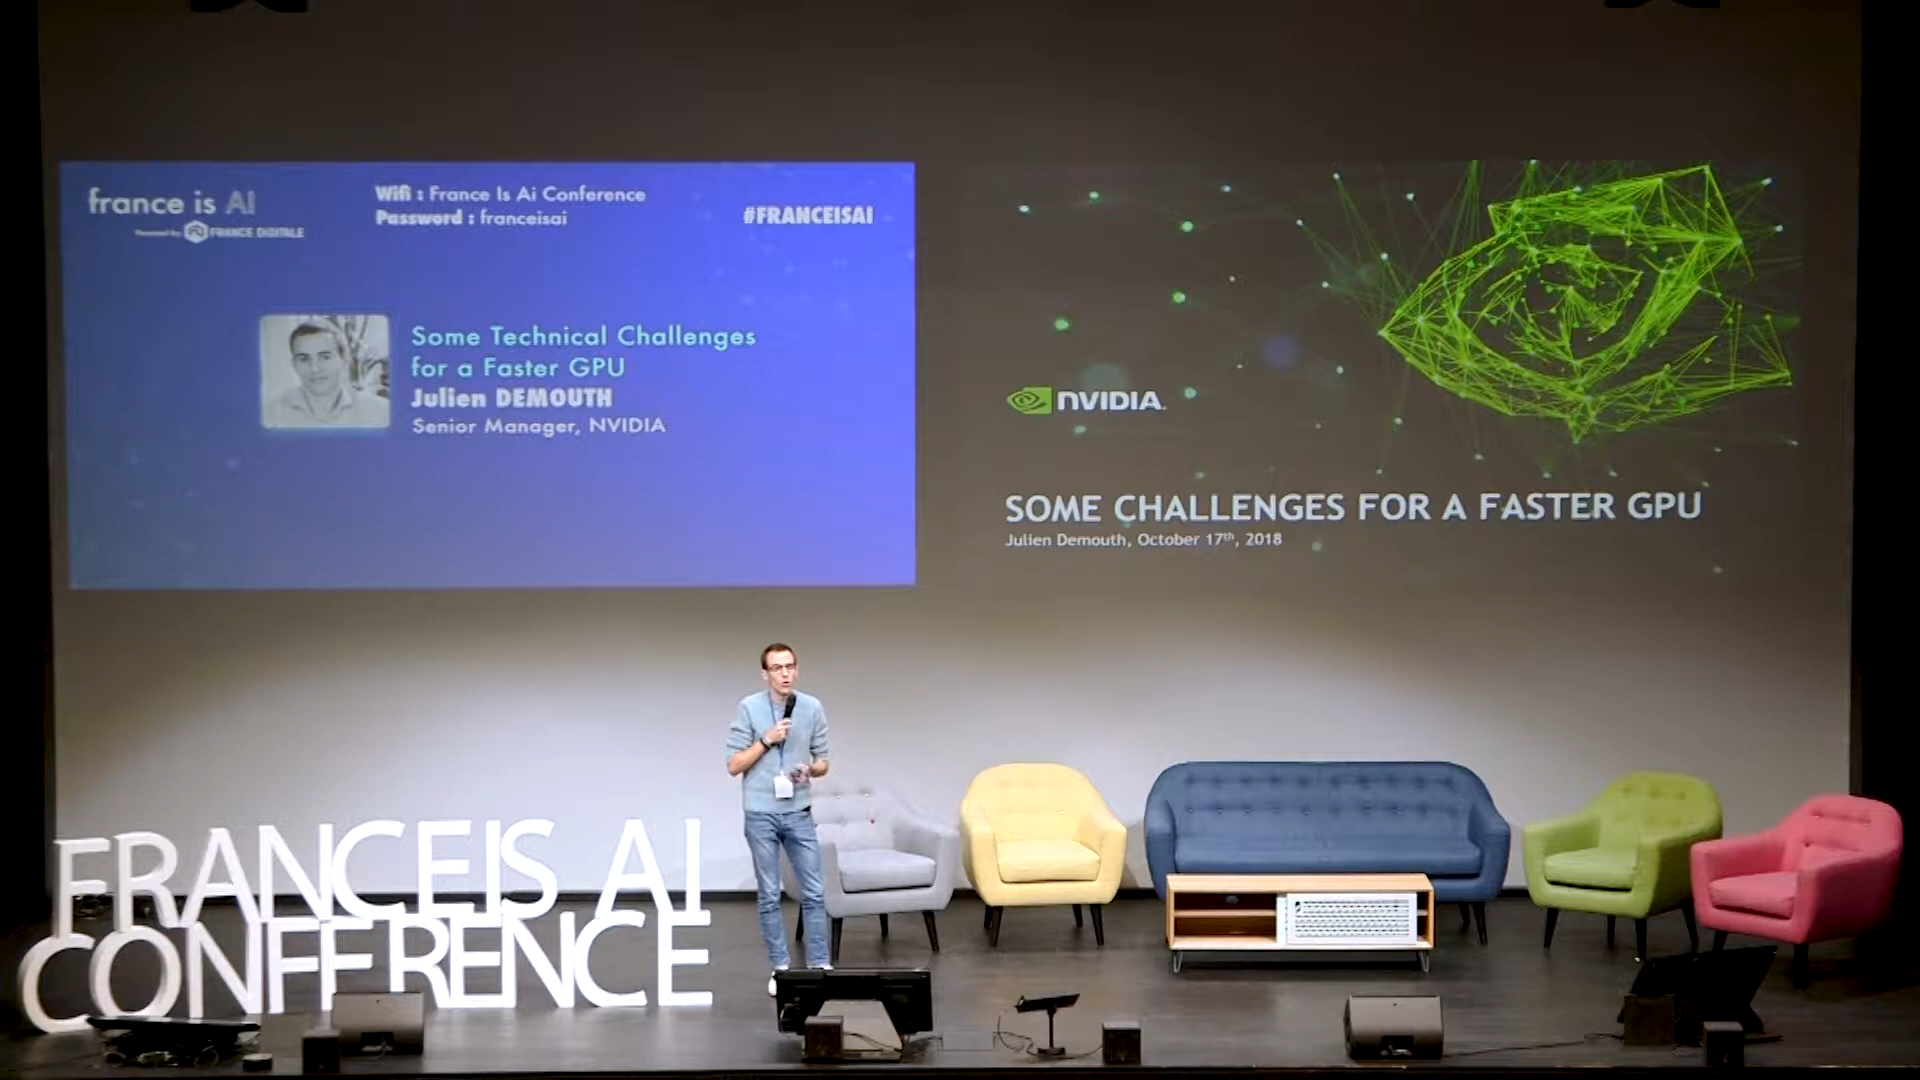 france is AI
Powered by FRANCE DIGITALE
Wifi : France Is Ai Conference
Password : franceisai
#FRANCEISAI
Some Technical Challenges
for a Faster GPU
Julien DEMOUTH
Senior Manager, NVIDIA
NVIDIA.
SOME CHALLENGES FOR A FASTER GPU
Julien Demouth, October 17th, 2018
FRANCE IS AI
CONFERENCE